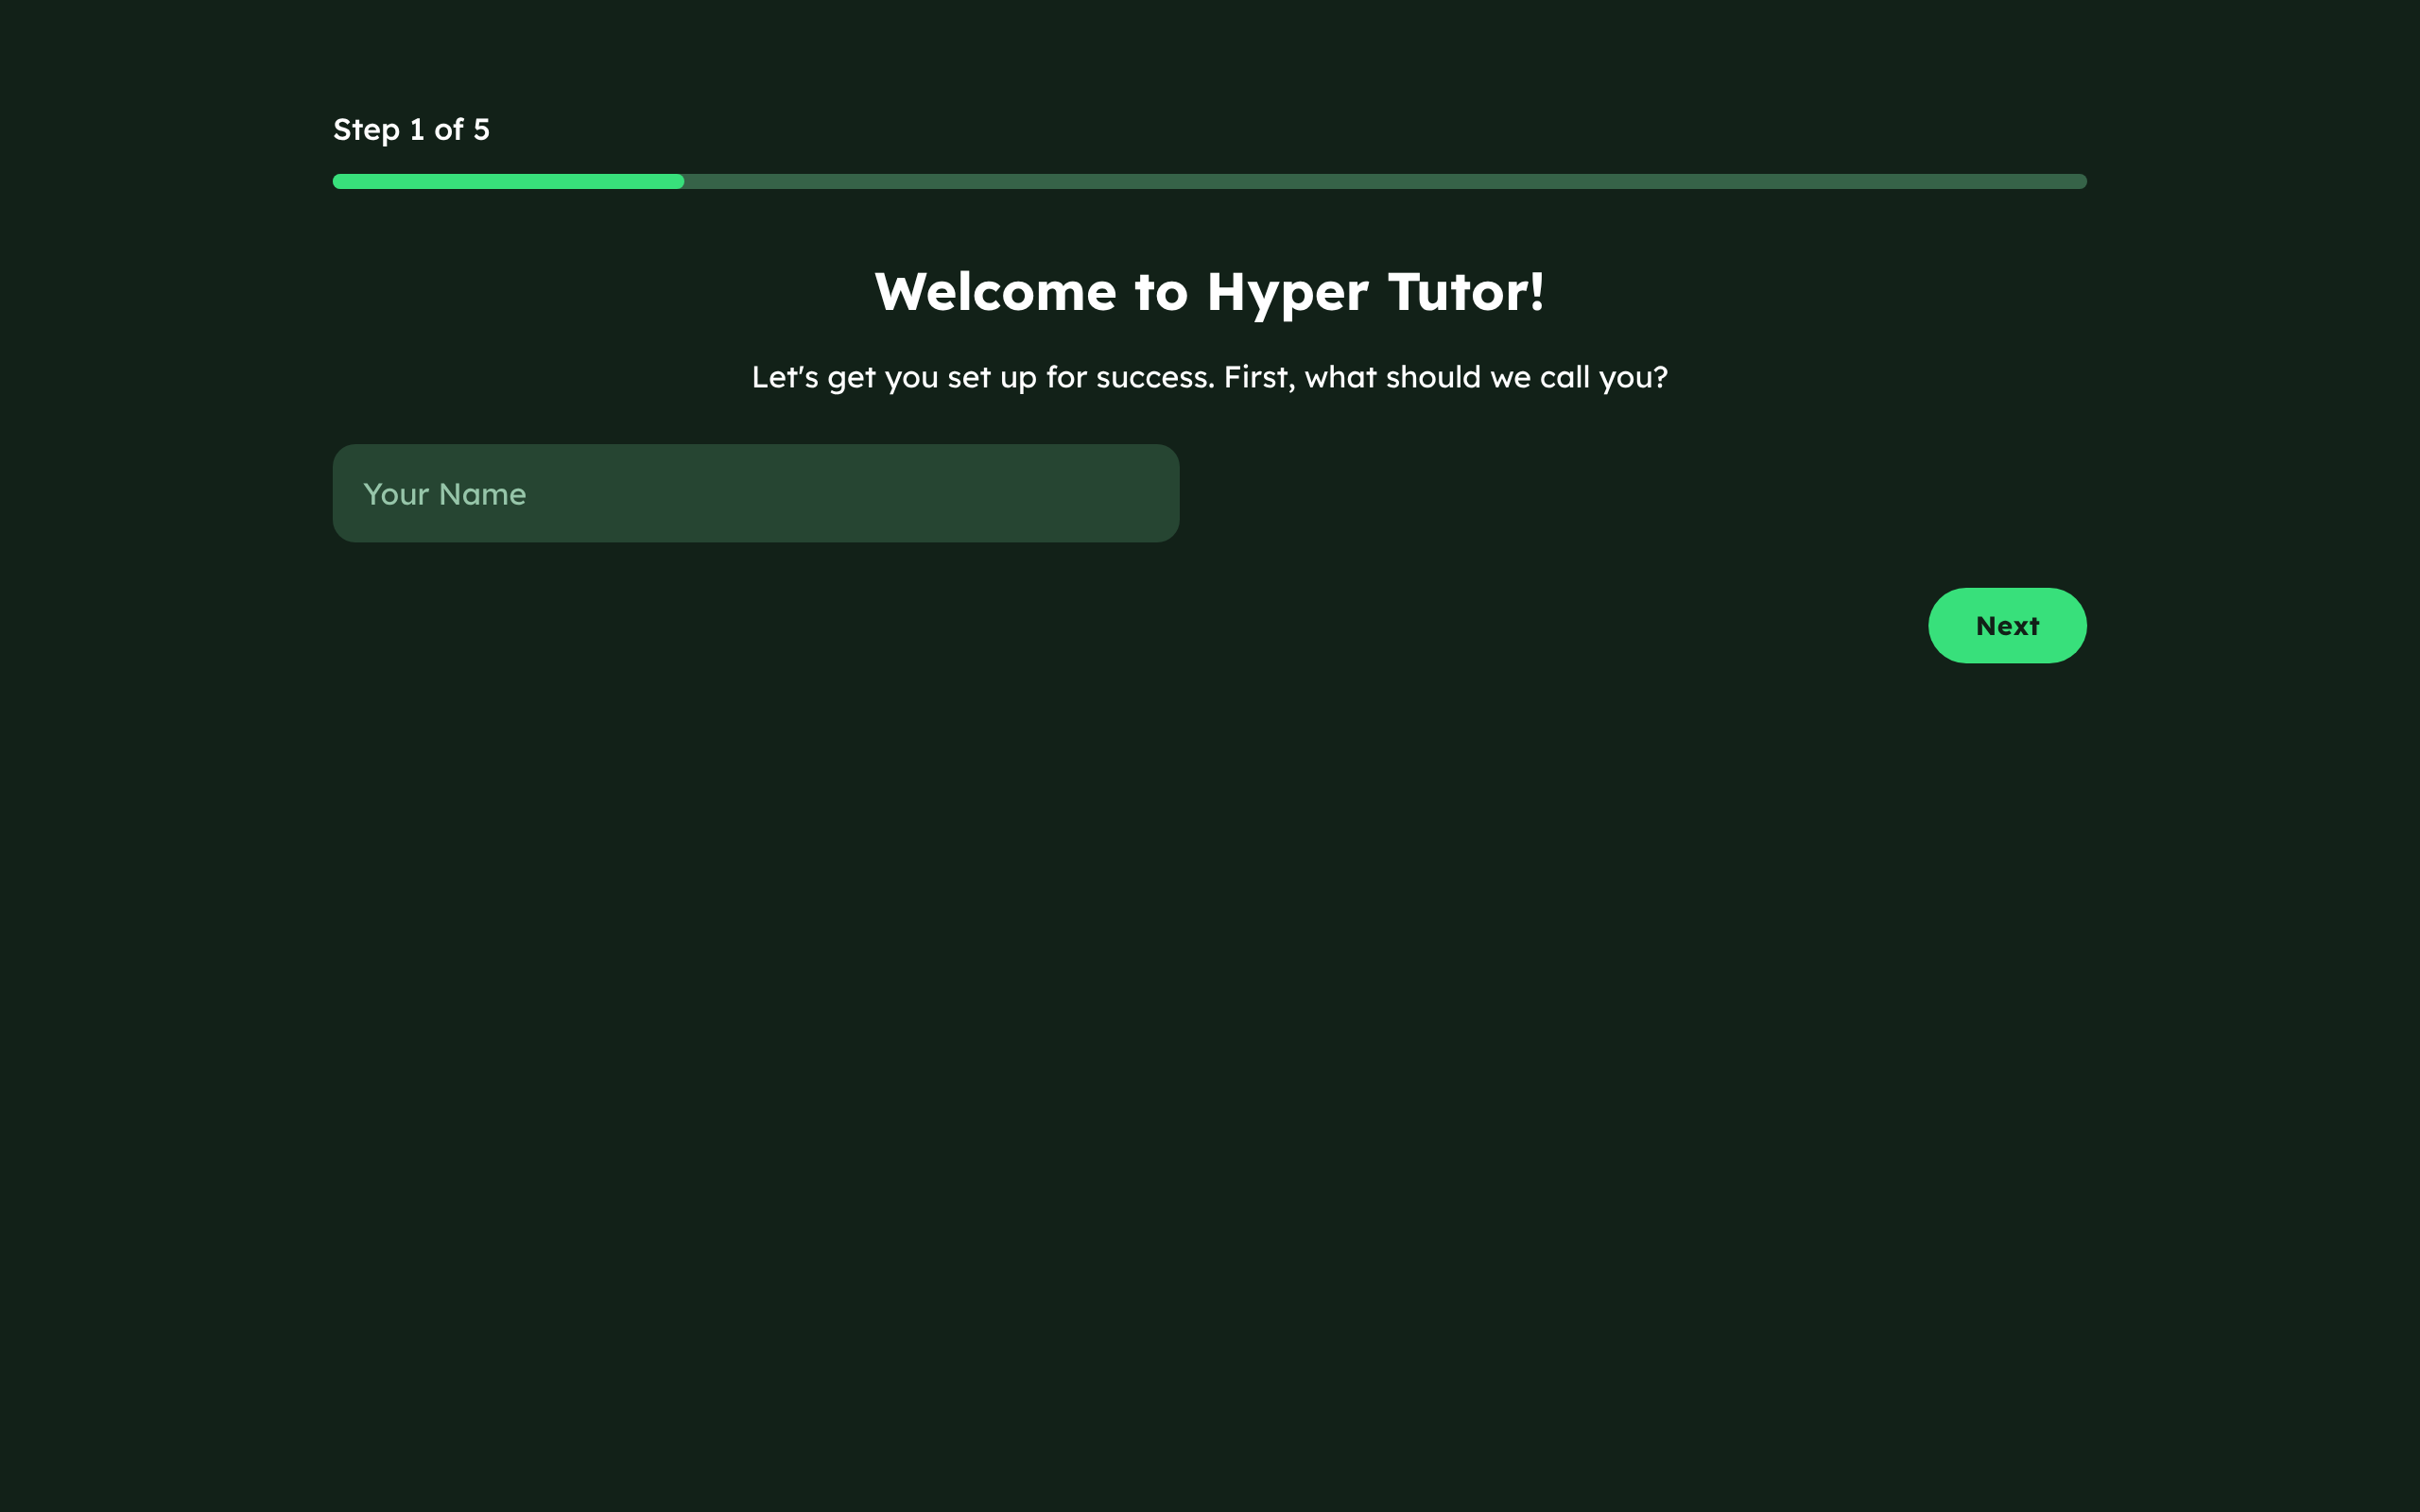 Step 1 of 5
Welcome to Hyper Tutor!
Let's get you set up for success. First, what should we call you?
Your Name
Next